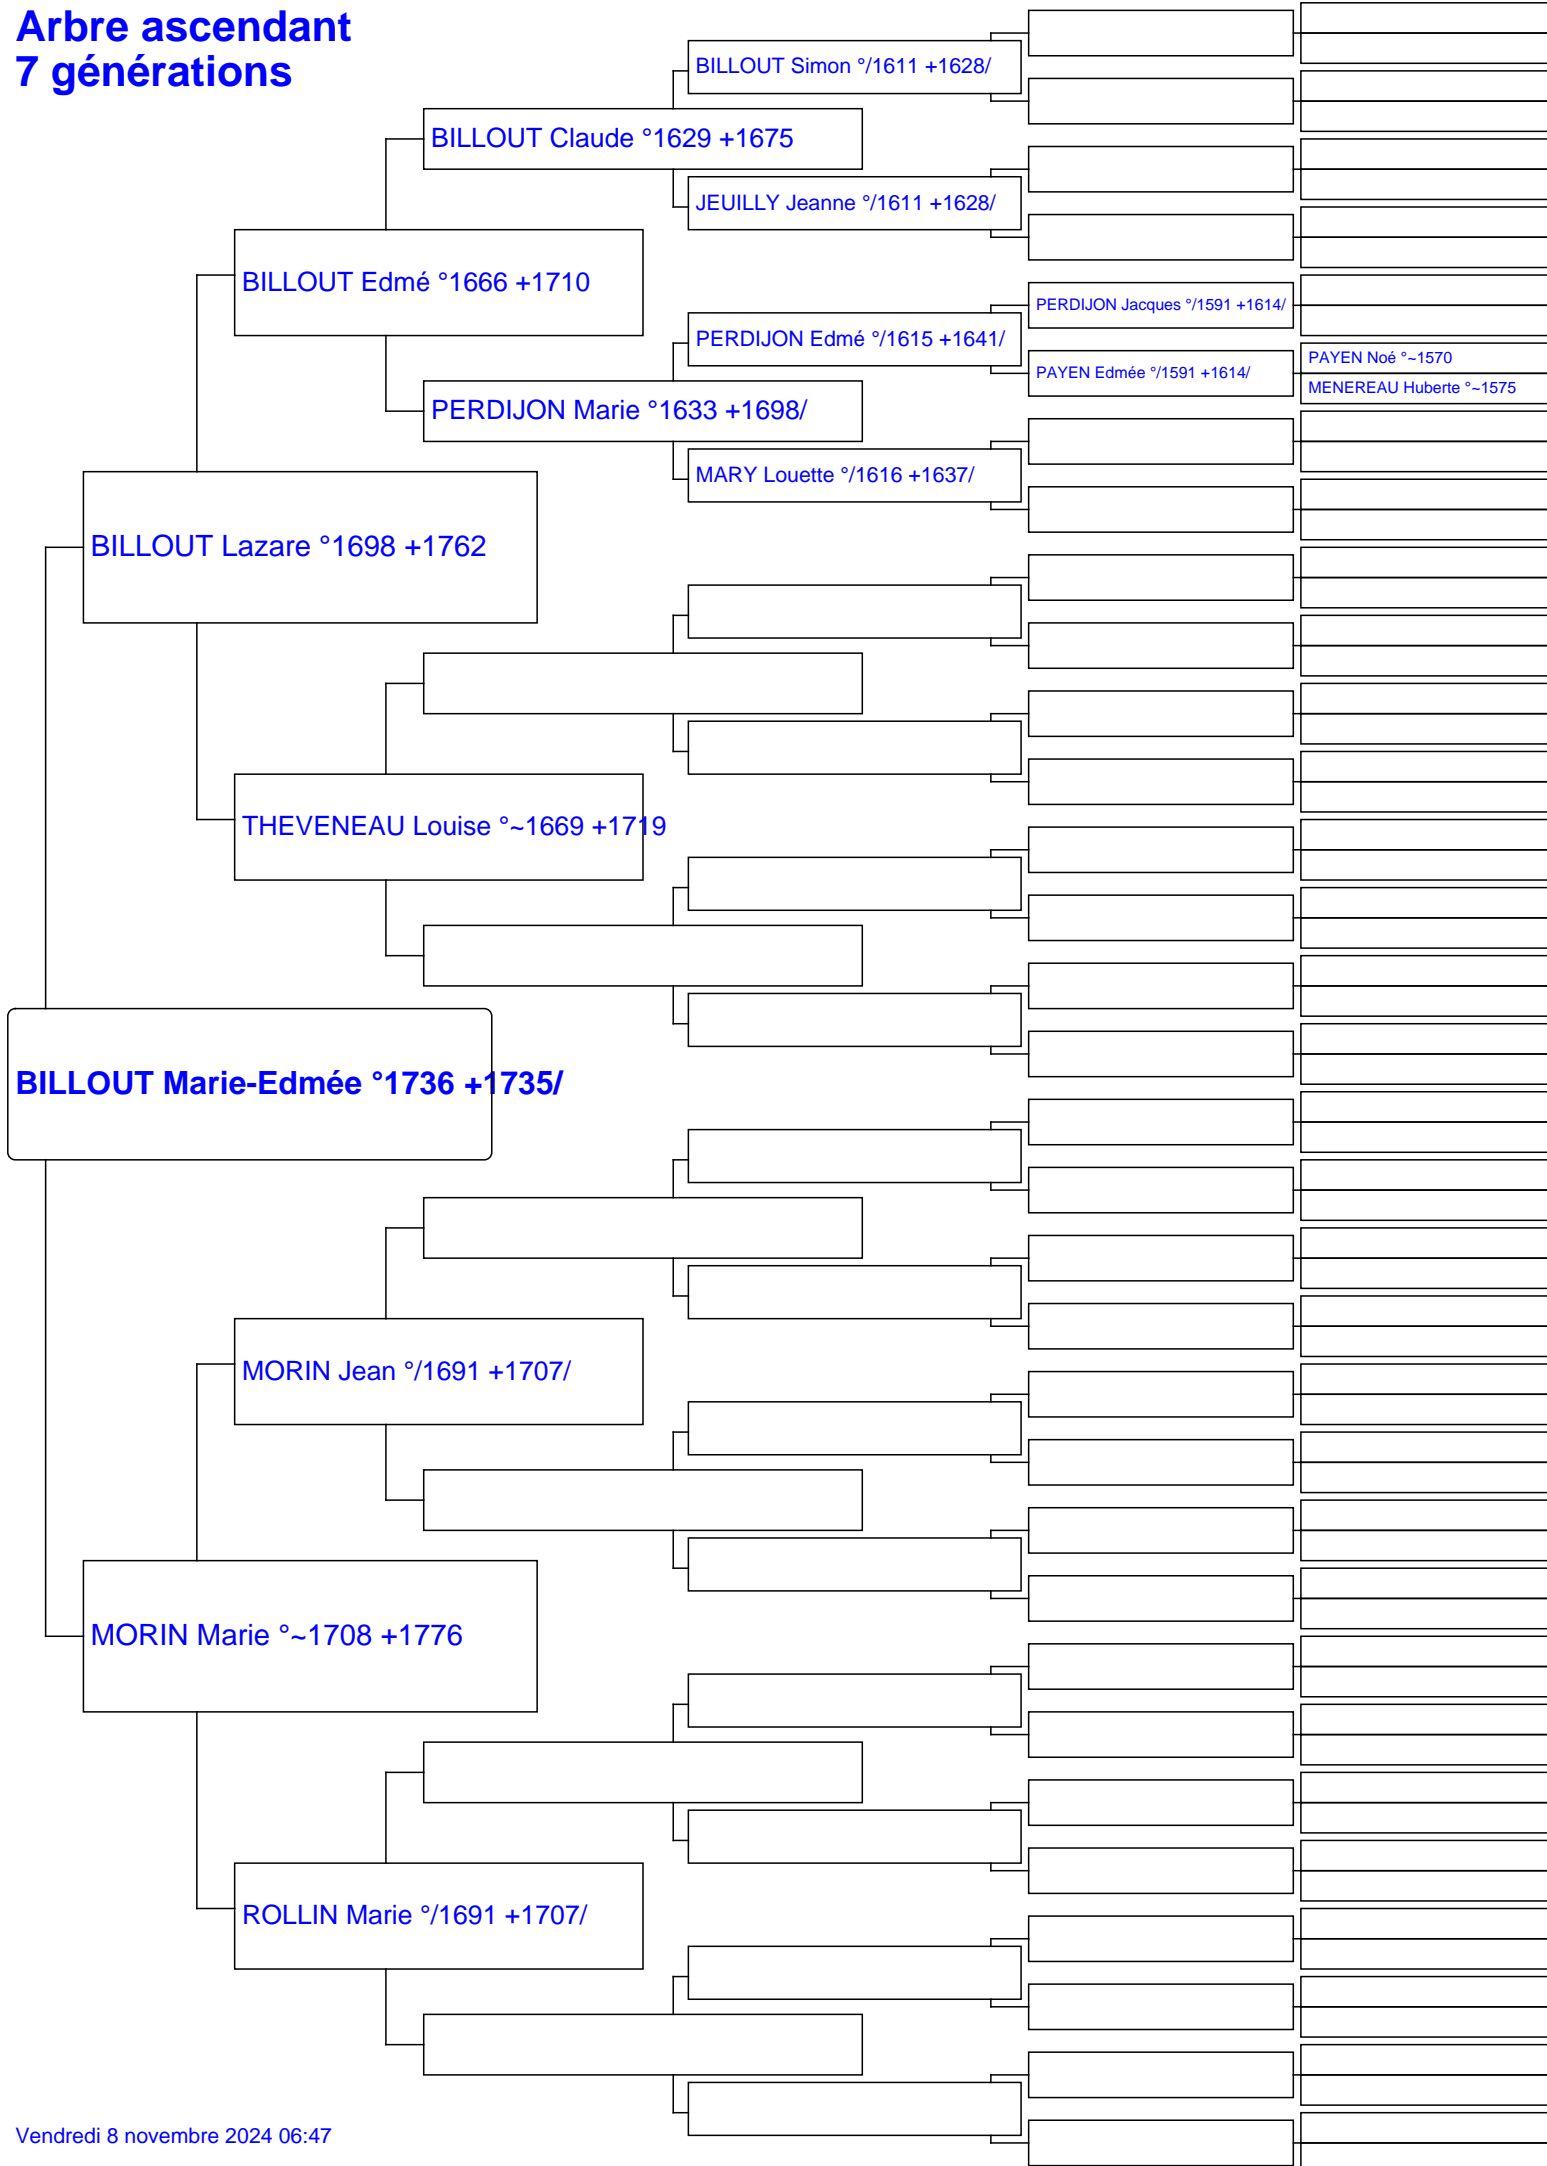 Arbre ascendant
7 générations
BILLOUT Simon °/1611 +1628/
BILLOUT Claude °1629 +1675
JEUILLY Jeanne °/1611 +1628/
BILLOUT Edmé °1666 +1710
PERDIJON Jacques °/1591 +1614/
PERDIJON Edmé °/1615 +1641/
PAYEN Noé °~1570
PAYEN Edmée °/1591 +1614/
MENEREAU Huberte °~1575
PERDIJON Marie °1633 +1698/
MARY Louette °/1616 +1637/
BILLOUT Lazare °1698 +1762
THEVENEAU Louise °~1669 +1719
BILLOUT Marie-Edmée °1736 +1735/
MORIN Jean °/1691 +1707/
MORIN Marie °~1708 +1776
ROLLIN Marie °/1691 +1707/
Vendredi 8 novembre 2024 06:47